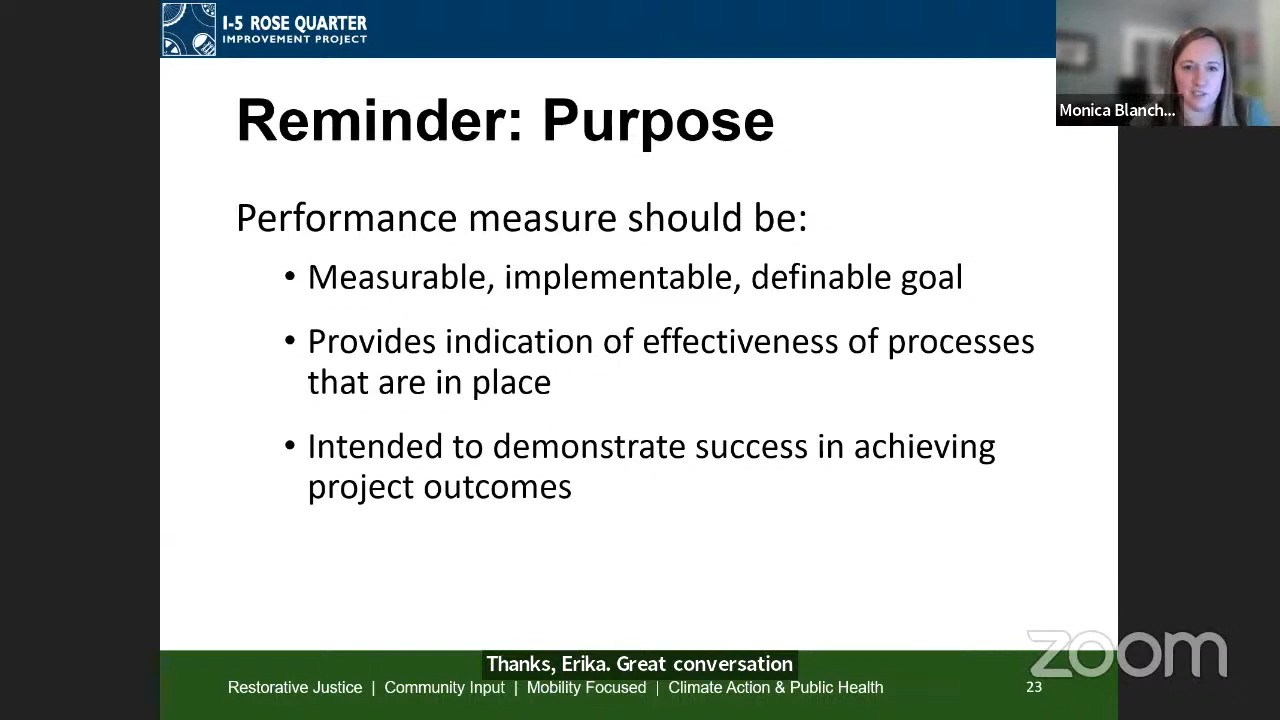 I-5 ROSE QUARTER
IMPROVEMENT PROJECT
Monica Blanch...
Reminder: Purpose
Performance measure should be:
• Measurable, implementable, definable goal
• Provides indication of effectiveness of processes
that are in place
• Intended to demonstrate success in achieving
project outcomes
zoom
Thanks, Erika. Great conversation
Restorative Justice | Community Input | Mobility Focused | Climate Action & Public Health
23